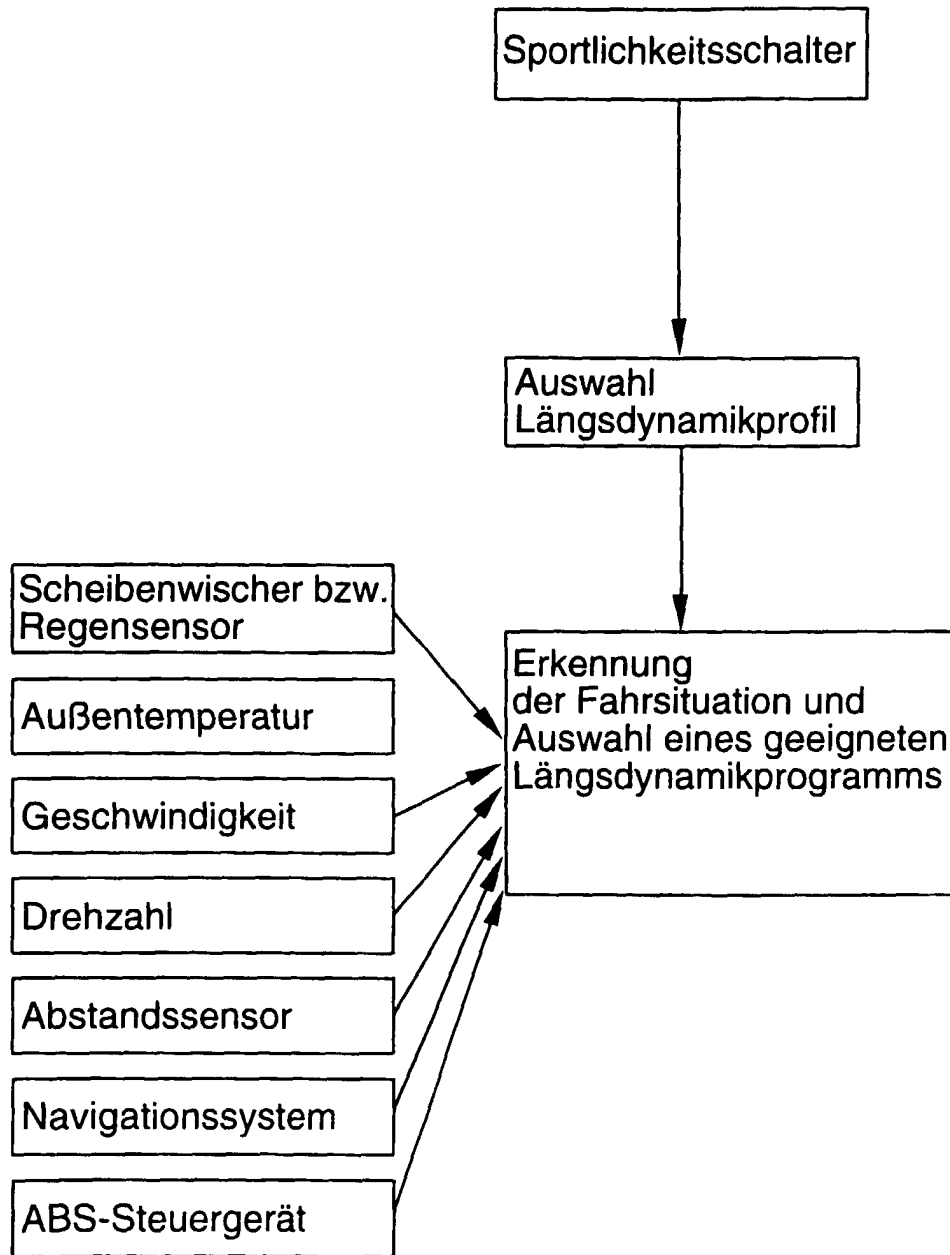 Sportlichkeitsschalter
Auswahl
Längsdynamikprofil
Scheibenwischer bzw.
Regensensor
Außentemperatur
Geschwindigkeit
Drehzahl
Abstandssensor
Navigationssystem
ABS-Steuergerät
Erkennung
der Fahrsituation und
Auswahl eines geeigneten
Längsdynamikprogramms